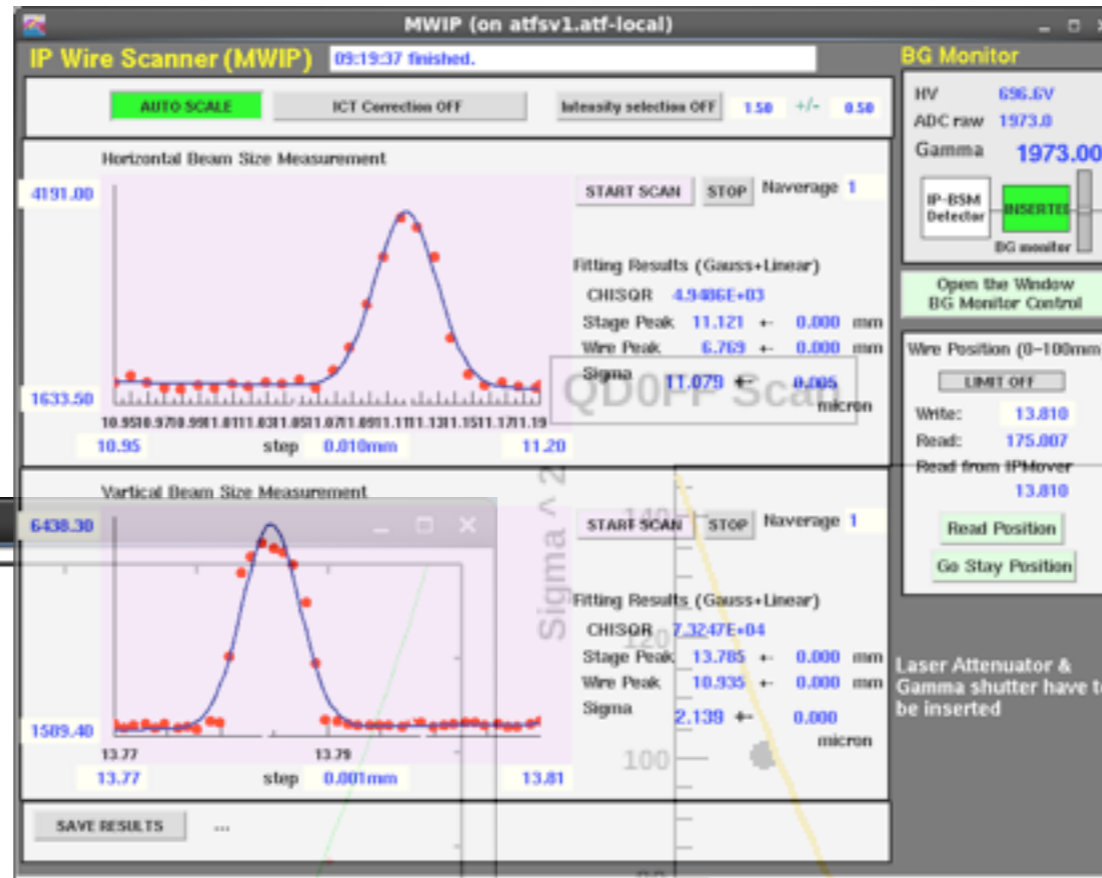 MWIP (on atfsv1.atf-local)
IP Wire Scanner (MWIP) 09:19:37 finished.
AUTO SCALE ICT Correction OFF Intensity selection OFF 1.50 +/- 0.50
Horizontal Beam Size Measurement
4191.00
1633.50
10.95 step 0.010mm 11.20
START SCAN STOP Naverage 1
Fitting Results (Gauss+Linear)
CHISQR 4.9486E+03
Stage Peak 11.121 +- 0.000 mm
Wire Peak 6.769 +- 0.000 mm
Sigma 11.079 +- 0.005
micron
QD0FF Scan
Vartical Beam Size Measurement
6438.30
1589.40
13.77 13.79
13.77 step 0.001mm 13.81
START SCAN STOP Naverage 1
Fitting Results (Gauss+Linear)
CHISQR 7.3247E+04
Stage Peak 13.785 +- 0.000 mm
Wire Peak 10.935 +- 0.000 mm
Sigma 2.139 +- 0.000
micron
Sigma ^ 2
140
120
100
SAVE RESULTS ...
BG Monitor
HV 696.6V
ADC raw 1973.0
Gamma 1973.00
IP-BSM
Detector
INSERTE
BG monitor
Open the Window
BG Monitor Control
Wire Position (0-100mm
LIMIT OFF
Write: 13.810
Read: 175.007
Read from IPMover
13.810
Read Position
Go Stay Position
Laser Attenuator &
Gamma shutter have to
be inserted